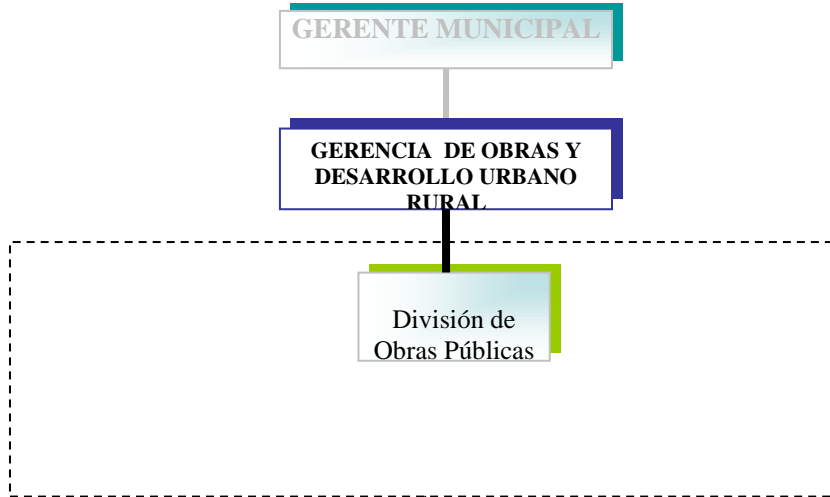 GERENTE MUNICIPAL
GERENCIA DE OBRAS Y
DESARROLLO URBANO
RURAL
División de
Obras Públicas